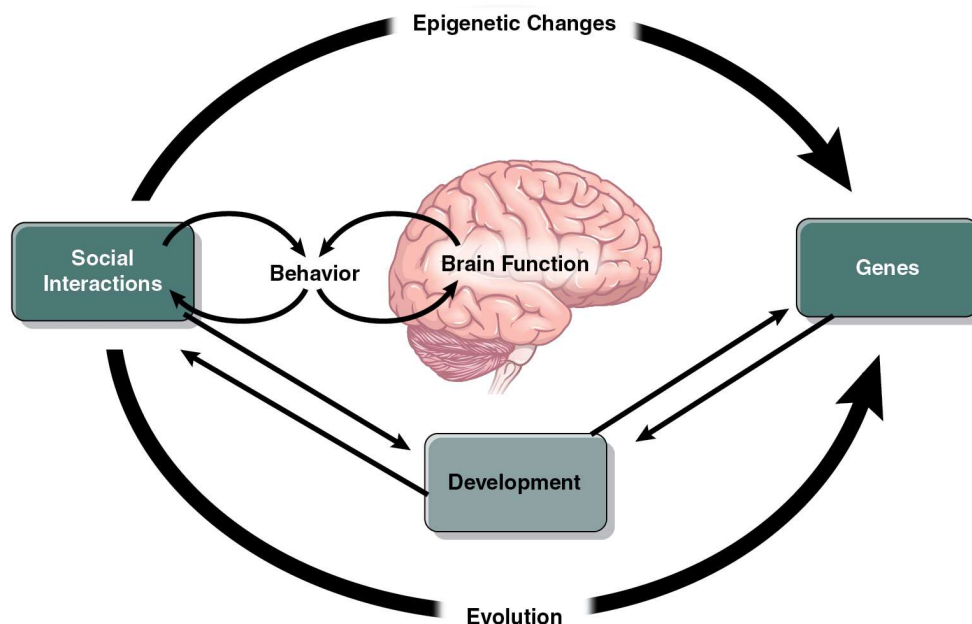 Epigenetic Changes
Social
Interactions
Behavior
Brain Function
Genes
Development
Evolution